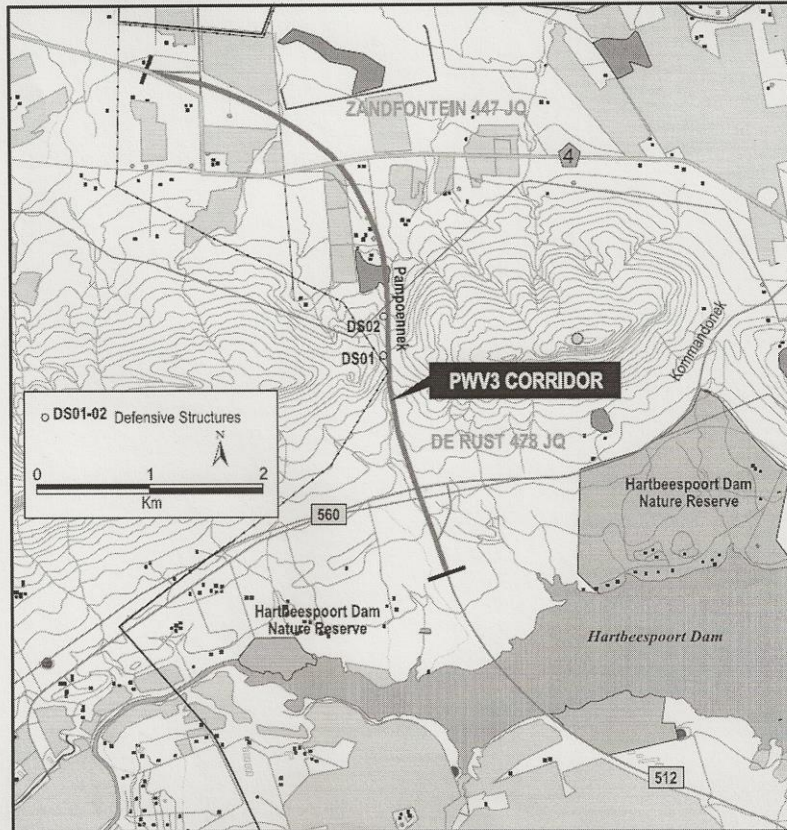 ZANDFONTEIN 447 JQ
4
Pampoennek
DS02
DS01
Kommandonek
PWV3 CORRIDOR
DS01-02 Defensive Structures
N
0 1 2
Km
DE RUST 478 JQ
560
Hartbeespoort Dam
Nature Reserve
Hartbeespoort Dam
Nature Reserve
Hartbeespoort Dam
512